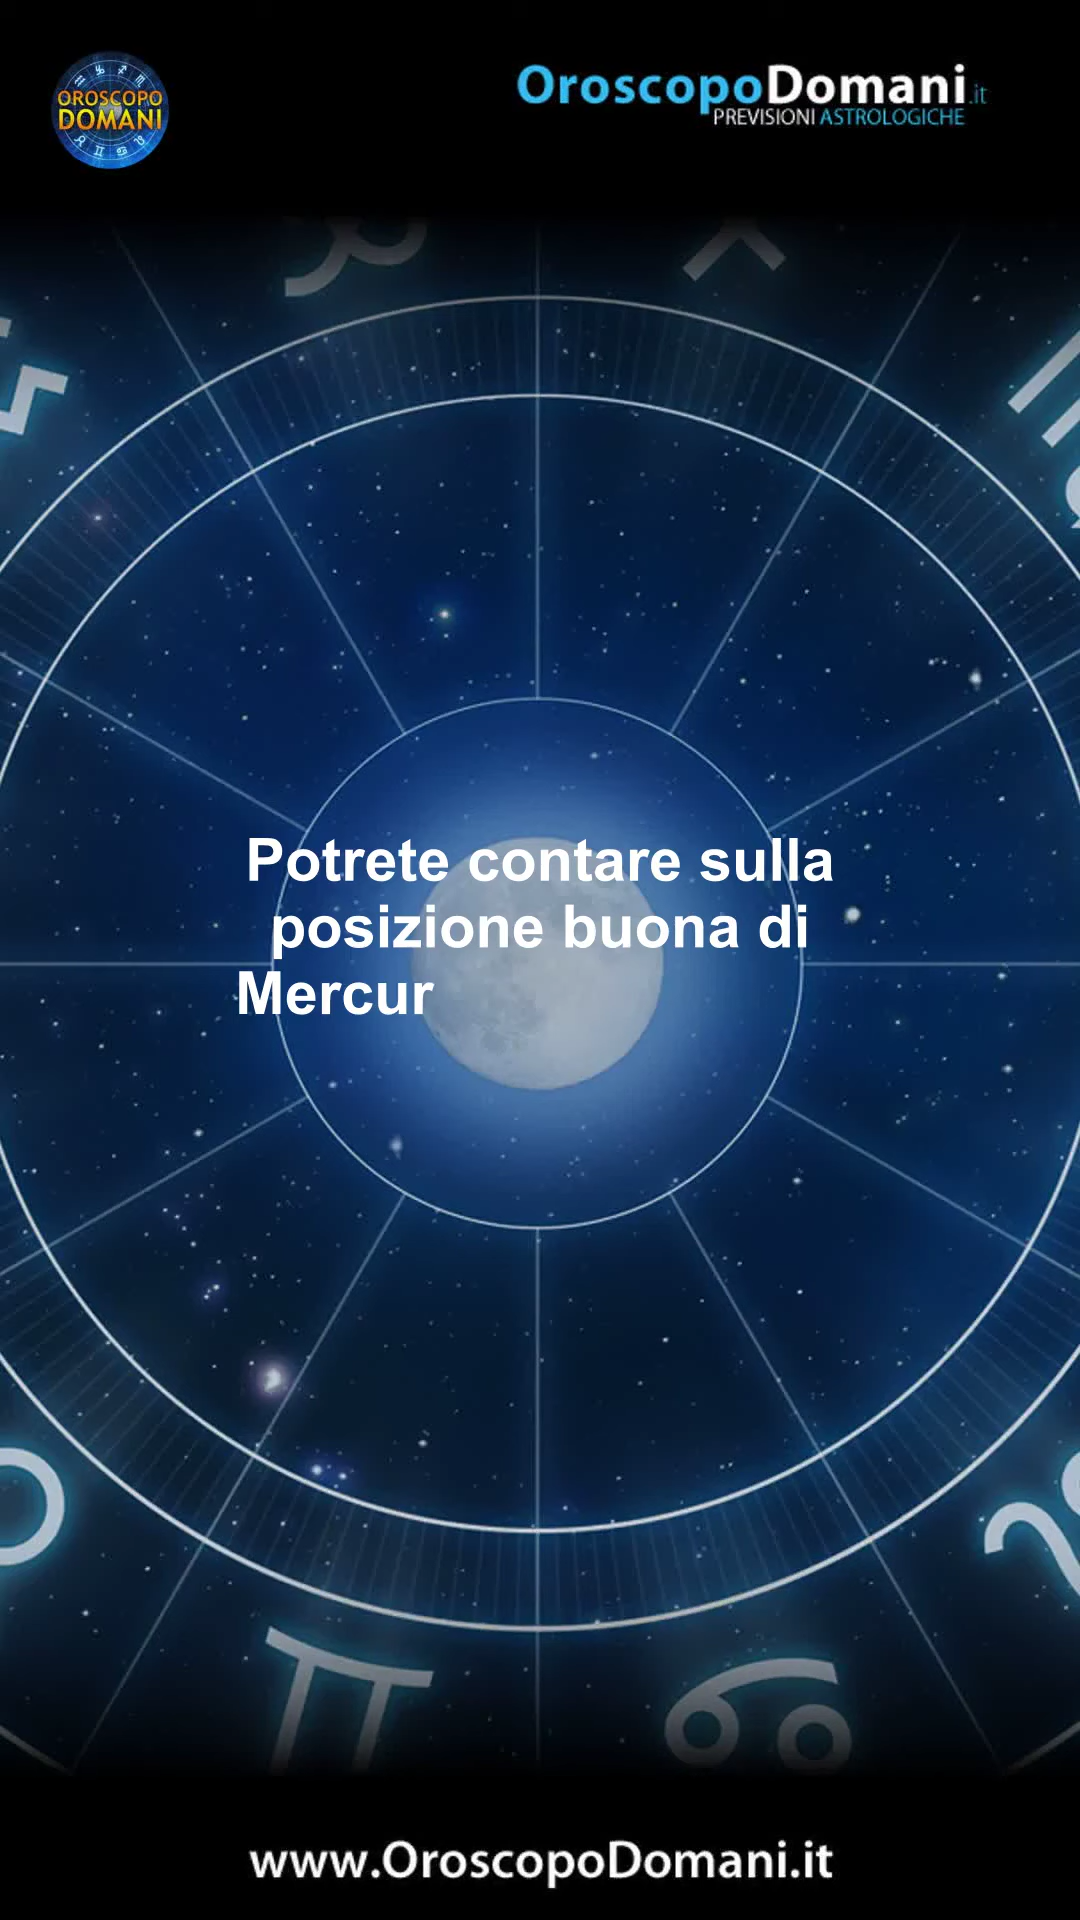 OROSCOPO
DOMANI
OroscopoDomani.it
PREVISIONI ASTROLOGICHE
Potrete contare sulla
posizione buona di
Mercur
www.OroscopoDomani.it